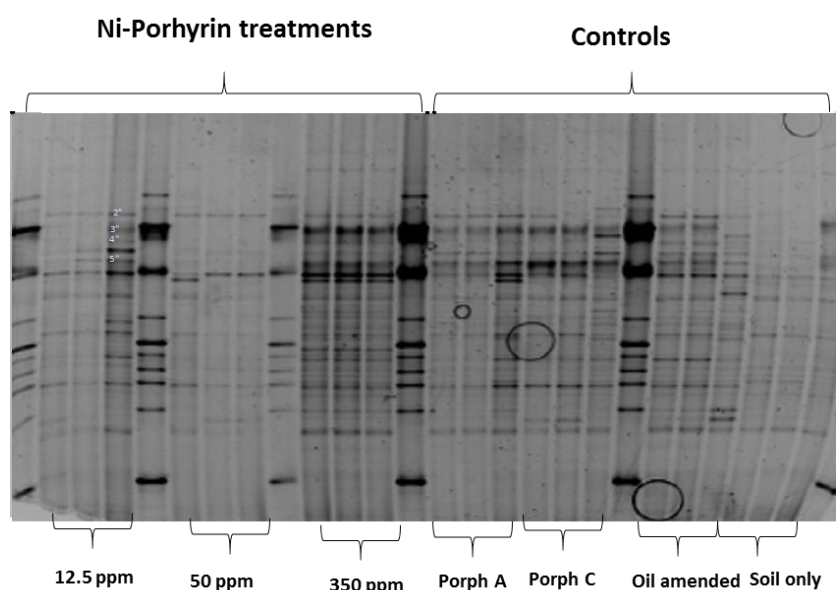 Ni-Porhyrin treatments
Controls
2"
3"
4"
5"
12.5 ppm
50 ppm
350 ppm
Porph A
Porph C
Oil amended
Soil only